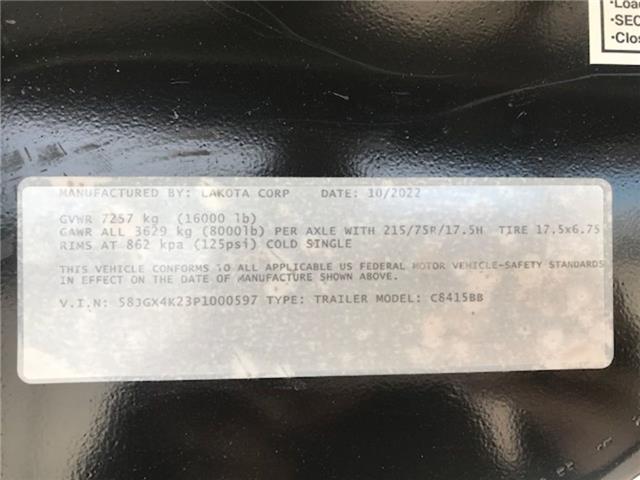 ·Loa
·SEC
·Clos
MANUFACTURED BY: LAKOTA CORP DATE: 10/2022
GVWR 7257 kg (16000 lb)
GAWR ALL 3629 kg (8000lb) PER AXLE WITH 215/75R/17.5H TIRE 17.5x6.75
RIMS AT 862 kpa (125psi) COLD SINGLE
THIS VEHICLE CONFORMS TO ALL APPLICABLE US FEDERAL MOTOR VEHICLE-SAFETY STANDARDS
IN EFFECT ON THE DATE OF MANUFACTURE SHOWN ABOVE.
V.I.N: 58JGX4K23P1000597 TYPE: TRAILER MODEL: C8415BB